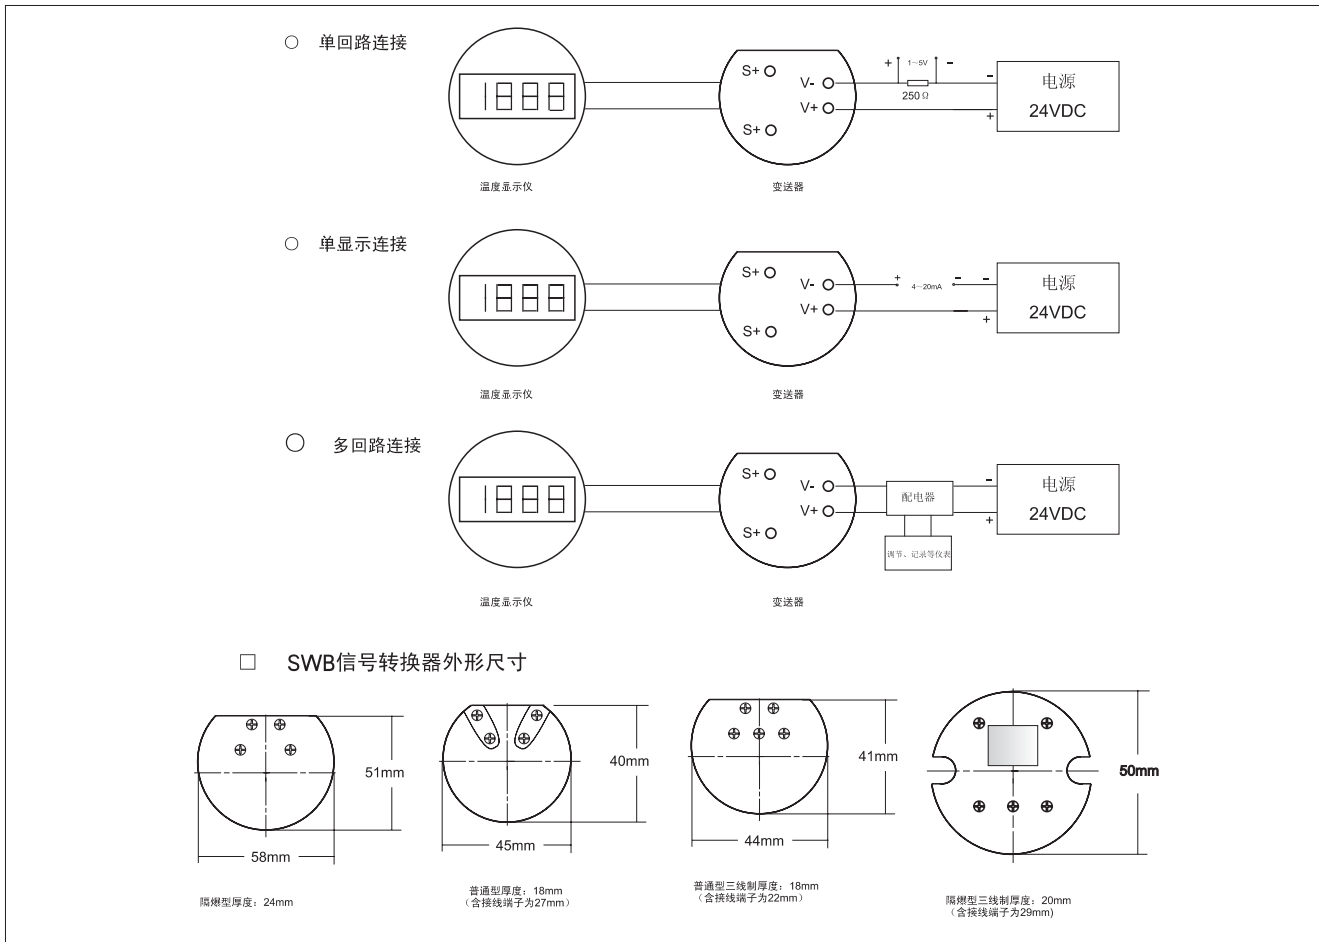 ○ 单回路连接
1888
S+
V-
V+
S+
+ 1~5V -
250Ω
-
+
电源
24VDC
温度显示仪
变送器
○ 单显示连接
1888
S+
V-
V+
S+
+ 4~20mA -
-
+
电源
24VDC
温度显示仪
变送器
○ 多回路连接
1888
S+
V-
V+
S+
配电器
调节、记录等仪表
-
+
电源
24VDC
温度显示仪
变送器
□ SWB信号转换器外形尺寸
51mm
58mm
隔爆型厚度：24mm
40mm
45mm
普通型厚度：18mm
（含接线端子为27mm）
41mm
44mm
普通型三线制厚度：18mm
（含接线端子为22mm）
50mm
隔爆型三线制厚度：20mm
（含接线端子为29mm)